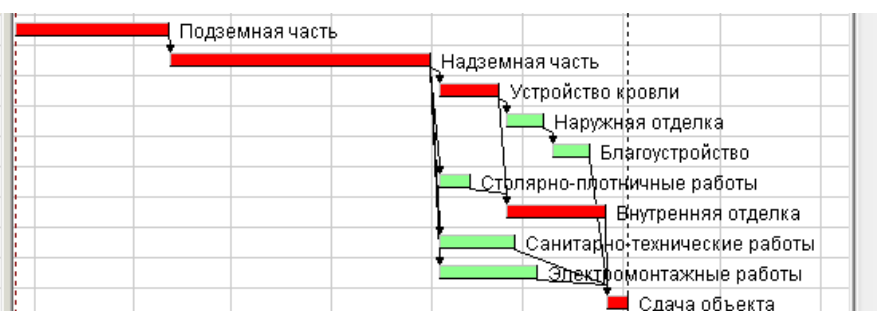 Подземная часть
Надземная часть
Устройство кровли
Наружная отделка
Благоустройство
Столярно-плотничные работы
Внутренняя отделка
Санитарно-технические работы
Электромонтажные работы
Сдача объекта